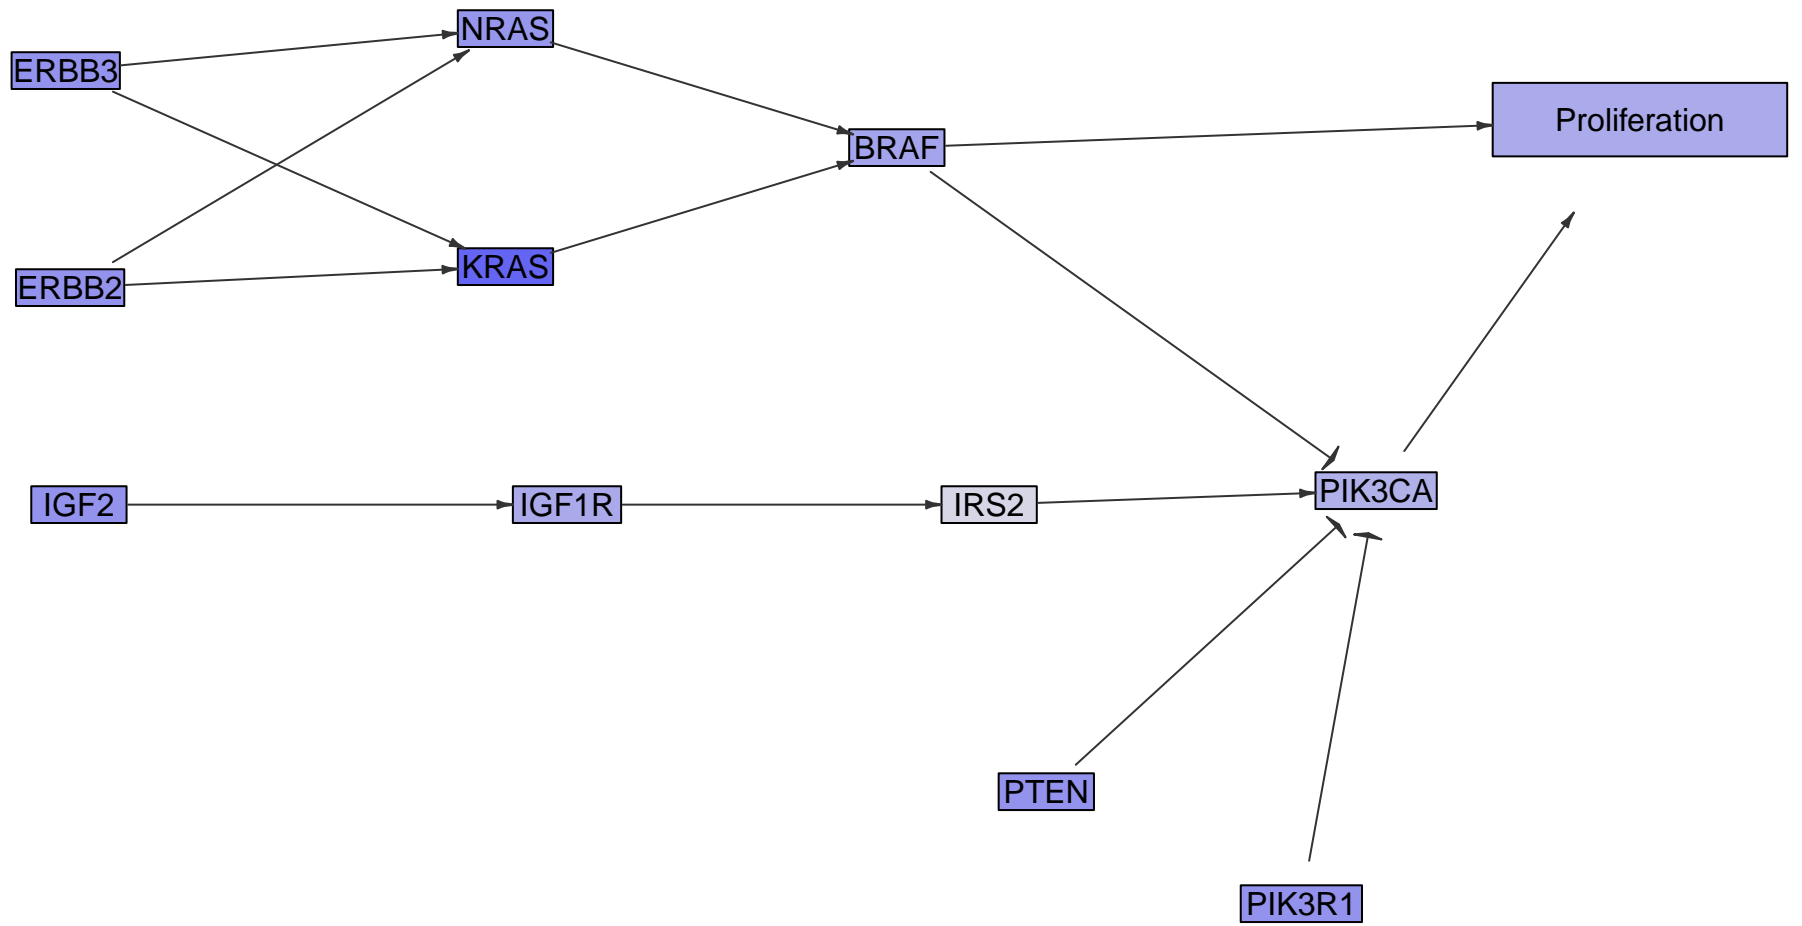 NRAS
ERBB3
Proliferation
BRAF
KRAS
ERBB2
PIK3CA
IGF2
IGF1R
IRS2
PTEN
PIK3R1